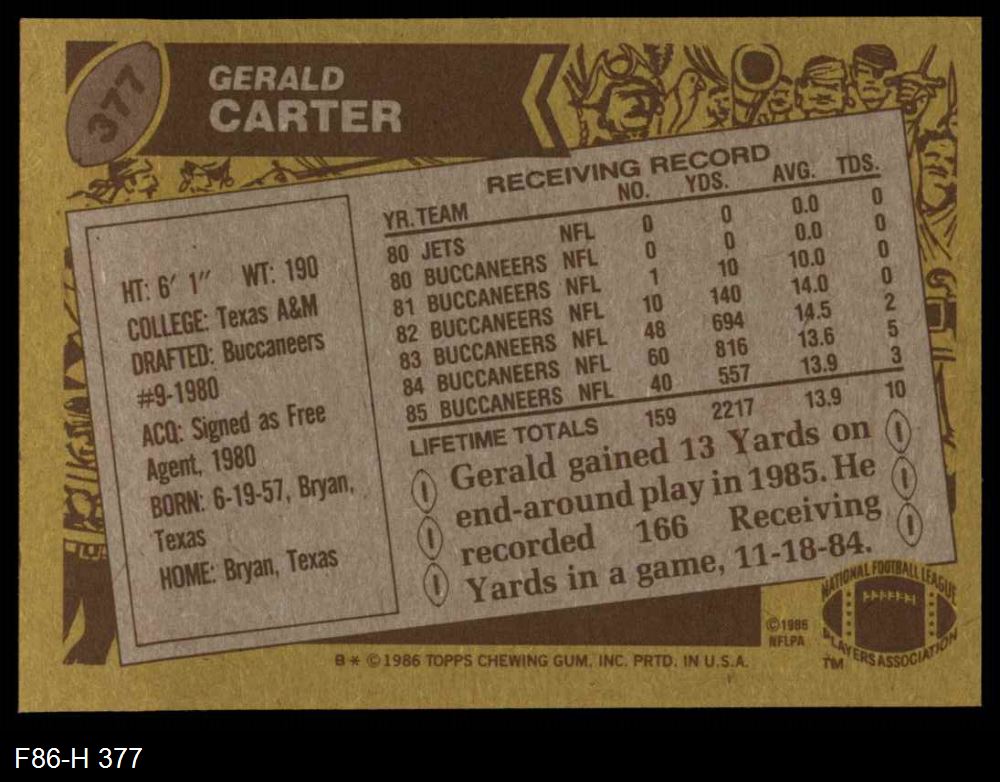 377
GERALD
CARTER
HT: 6' 1" WT: 190
COLLEGE: Texas A&M
DRAFTED: Buccaneers
#9-1980
ACQ: Signed as Free
Agent, 1980
BORN: 6-19-57, Bryan,
Texas
HOME: Bryan, Texas
RECEIVING RECORD
YR. TEAM NO. YDS. AVG. TDS.
80 JETS NFL 0 0 0.0 0
80 BUCCANEERS NFL 0 0 0.0 0
81 BUCCANEERS NFL 1 10 10.0 0
82 BUCCANEERS NFL 10 140 14.0 0
83 BUCCANEERS NFL 48 694 14.5 2
84 BUCCANEERS NFL 60 816 13.6 5
85 BUCCANEERS NFL 40 557 13.9 3
LIFETIME TOTALS 159 2217 13.9 10
Gerald gained 13 Yards on
end-around play in 1985. He
recorded 166 Receiving
Yards in a game, 11-18-84.
©1986
NFLPA
NATIONAL FOOTBALL LEAGUE
PLAYERS ASSOCIATION
TM
B * © 1986 TOPPS CHEWING GUM, INC. PRTD. IN U.S.A.
F86-H 377